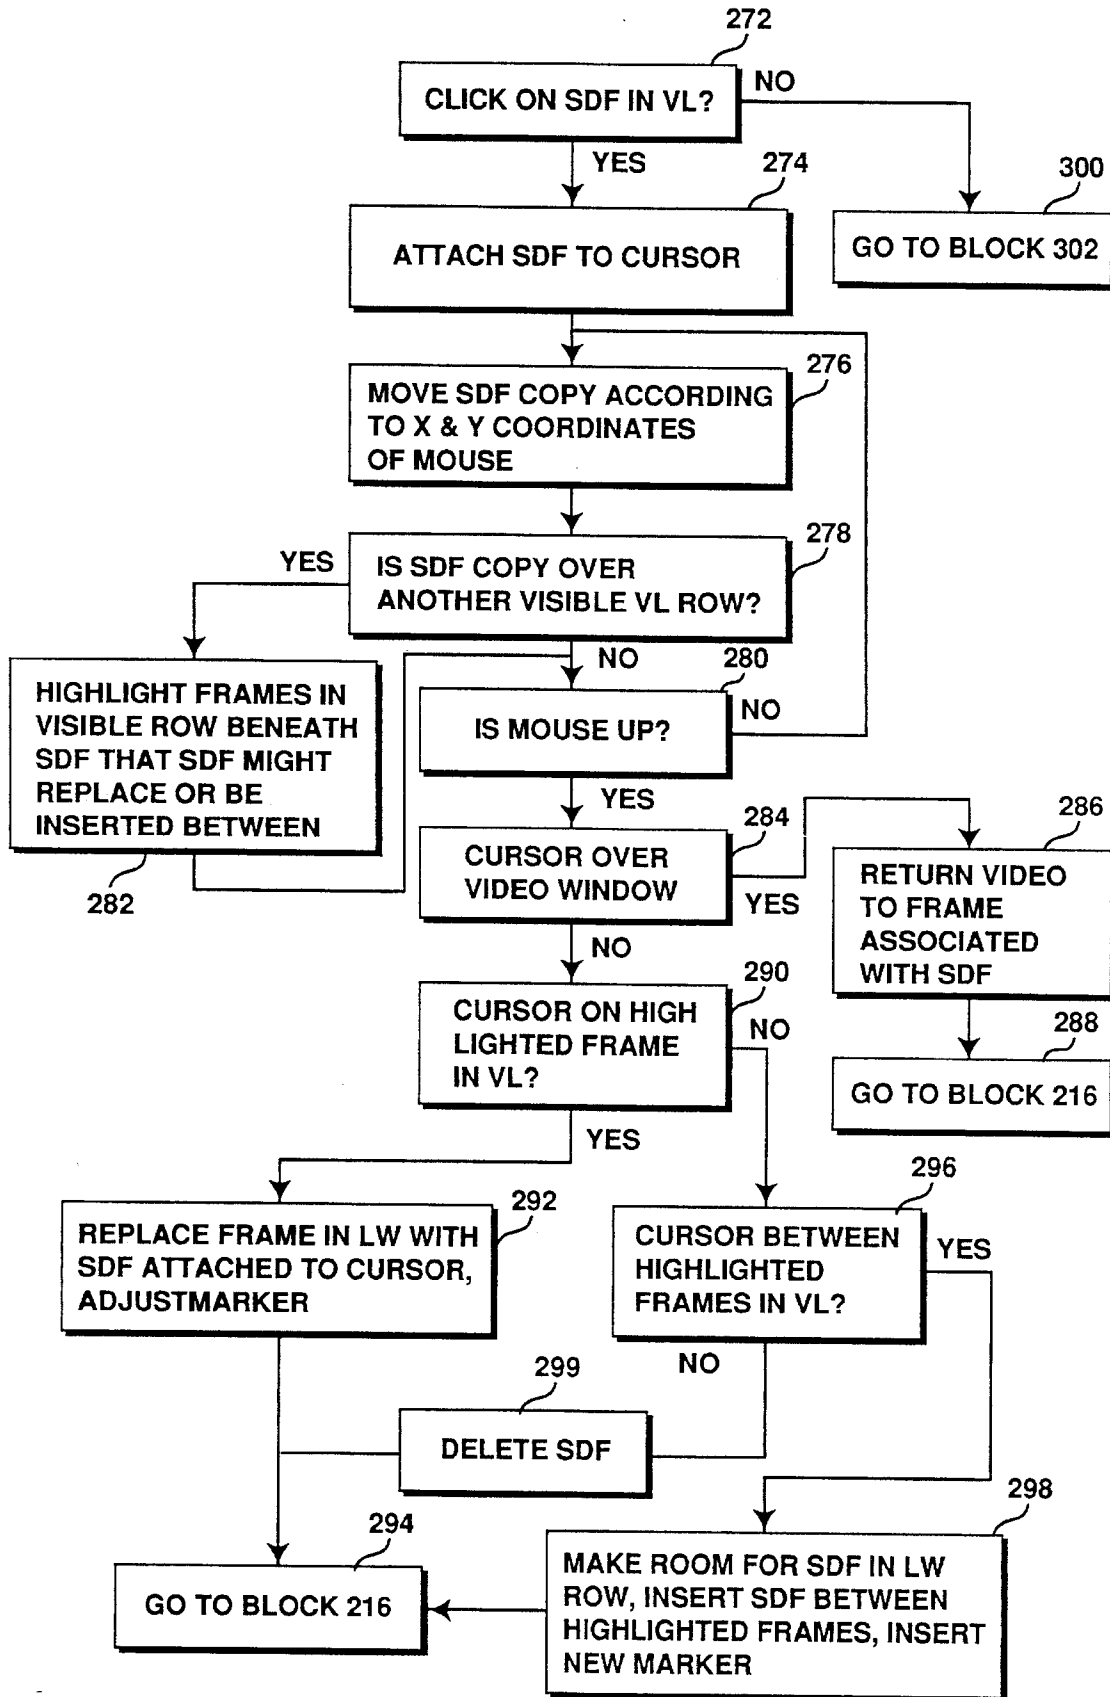 272
CLICK ON SDF IN VL?
NO
YES
274
300
ATTACH SDF TO CURSOR
GO TO BLOCK 302
276
MOVE SDF COPY ACCORDING
TO X & Y COORDINATES
OF MOUSE
278
YES
IS SDF COPY OVER
ANOTHER VISIBLE VL ROW?
NO
280
HIGHLIGHT FRAMES IN
VISIBLE ROW BENEATH
SDF THAT SDF MIGHT
REPLACE OR BE
INSERTED BETWEEN
282
IS MOUSE UP?
NO
YES
284
CURSOR OVER
VIDEO WINDOW
YES
286
RETURN VIDEO
TO FRAME
ASSOCIATED
WITH SDF
NO
290
CURSOR ON HIGH
LIGHTED FRAME
IN VL?
NO
288
GO TO BLOCK 216
YES
292
REPLACE FRAME IN LW WITH
SDF ATTACHED TO CURSOR,
ADJUSTMARKER
296
CURSOR BETWEEN
HIGHLIGHTED
FRAMES IN VL?
YES
NO
299
DELETE SDF
294
GO TO BLOCK 216
298
MAKE ROOM FOR SDF IN LW
ROW, INSERT SDF BETWEEN
HIGHLIGHTED FRAMES, INSERT
NEW MARKER